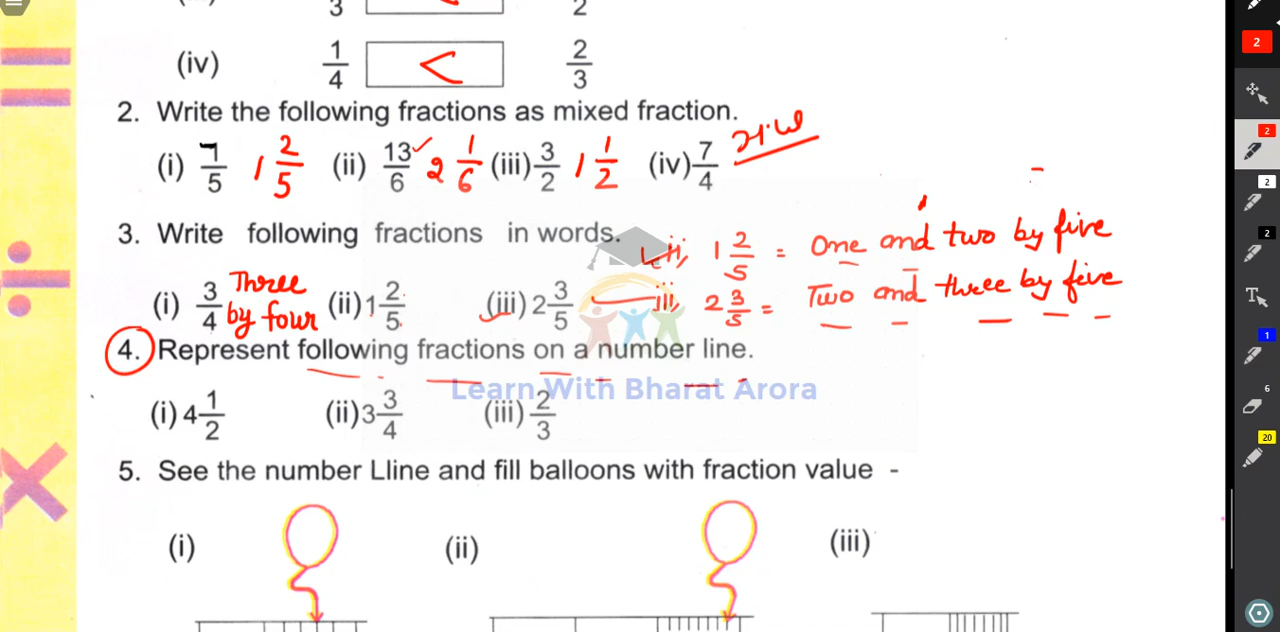 3 2
(iv) 1/4 < 2/3
2. Write the following fractions as mixed fraction.
(i) 7/5 1 2/5 (ii) 13/6 ✓ 2 1/6 (iii) 3/2 1 1/2 (iv) 7/4 H.W
3. Write following fractions in words.
ii, 1 2/5 = One and two by five
(i) 3/4 Three by four (ii) 1 2/5 (iii) 2 3/5 iii, 2 3/5 = Two and three by five
4. Represent following fractions on a number line.
Learn With Bharat Arora
(i) 4 1/2 (ii) 3 3/4 (iii) 2/3
5. See the number Lline and fill balloons with fraction value -
(i) (ii) (iii)
2
2
2
2
T
1
6
20